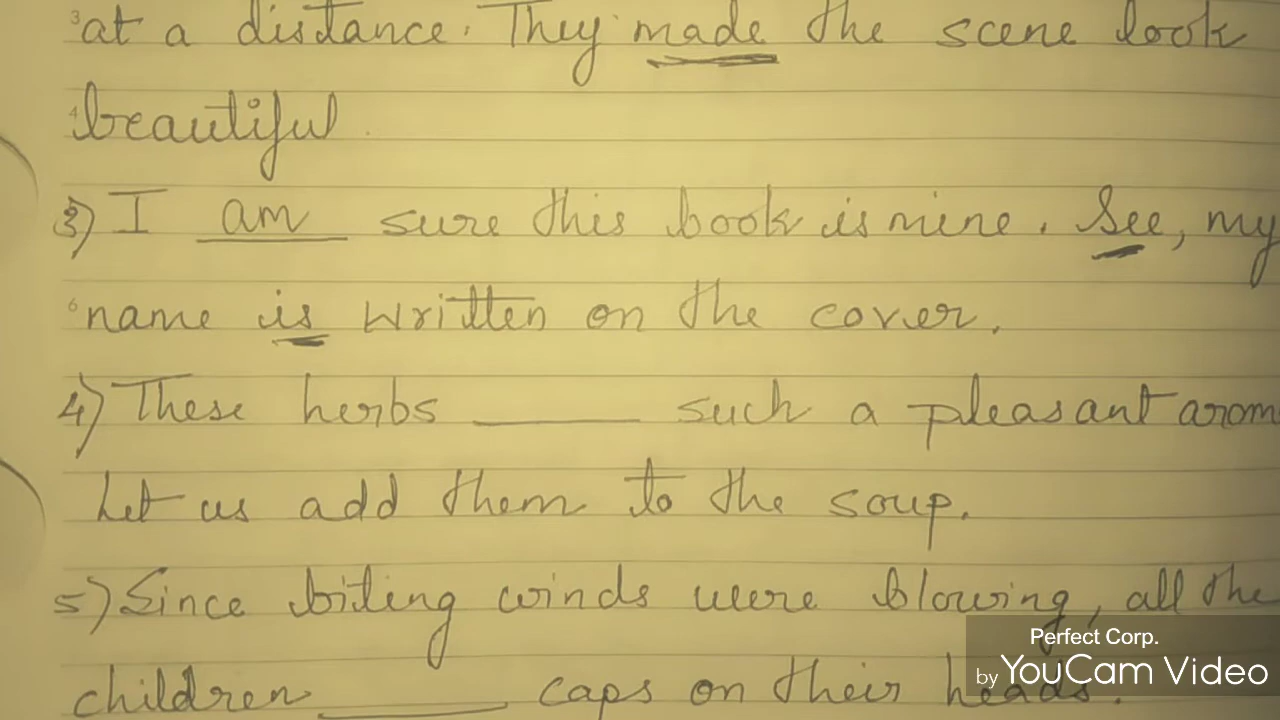 at a distance. They made the scene look
beautiful.
3) I am sure this book is mine. See, my
name is written on the cover.
4) These herbs ______ such a pleasant arom
Let us add them to the soup.
5) Since biting winds were blowing, all the
children ______ caps on their heads.
Perfect Corp.
by YouCam Video